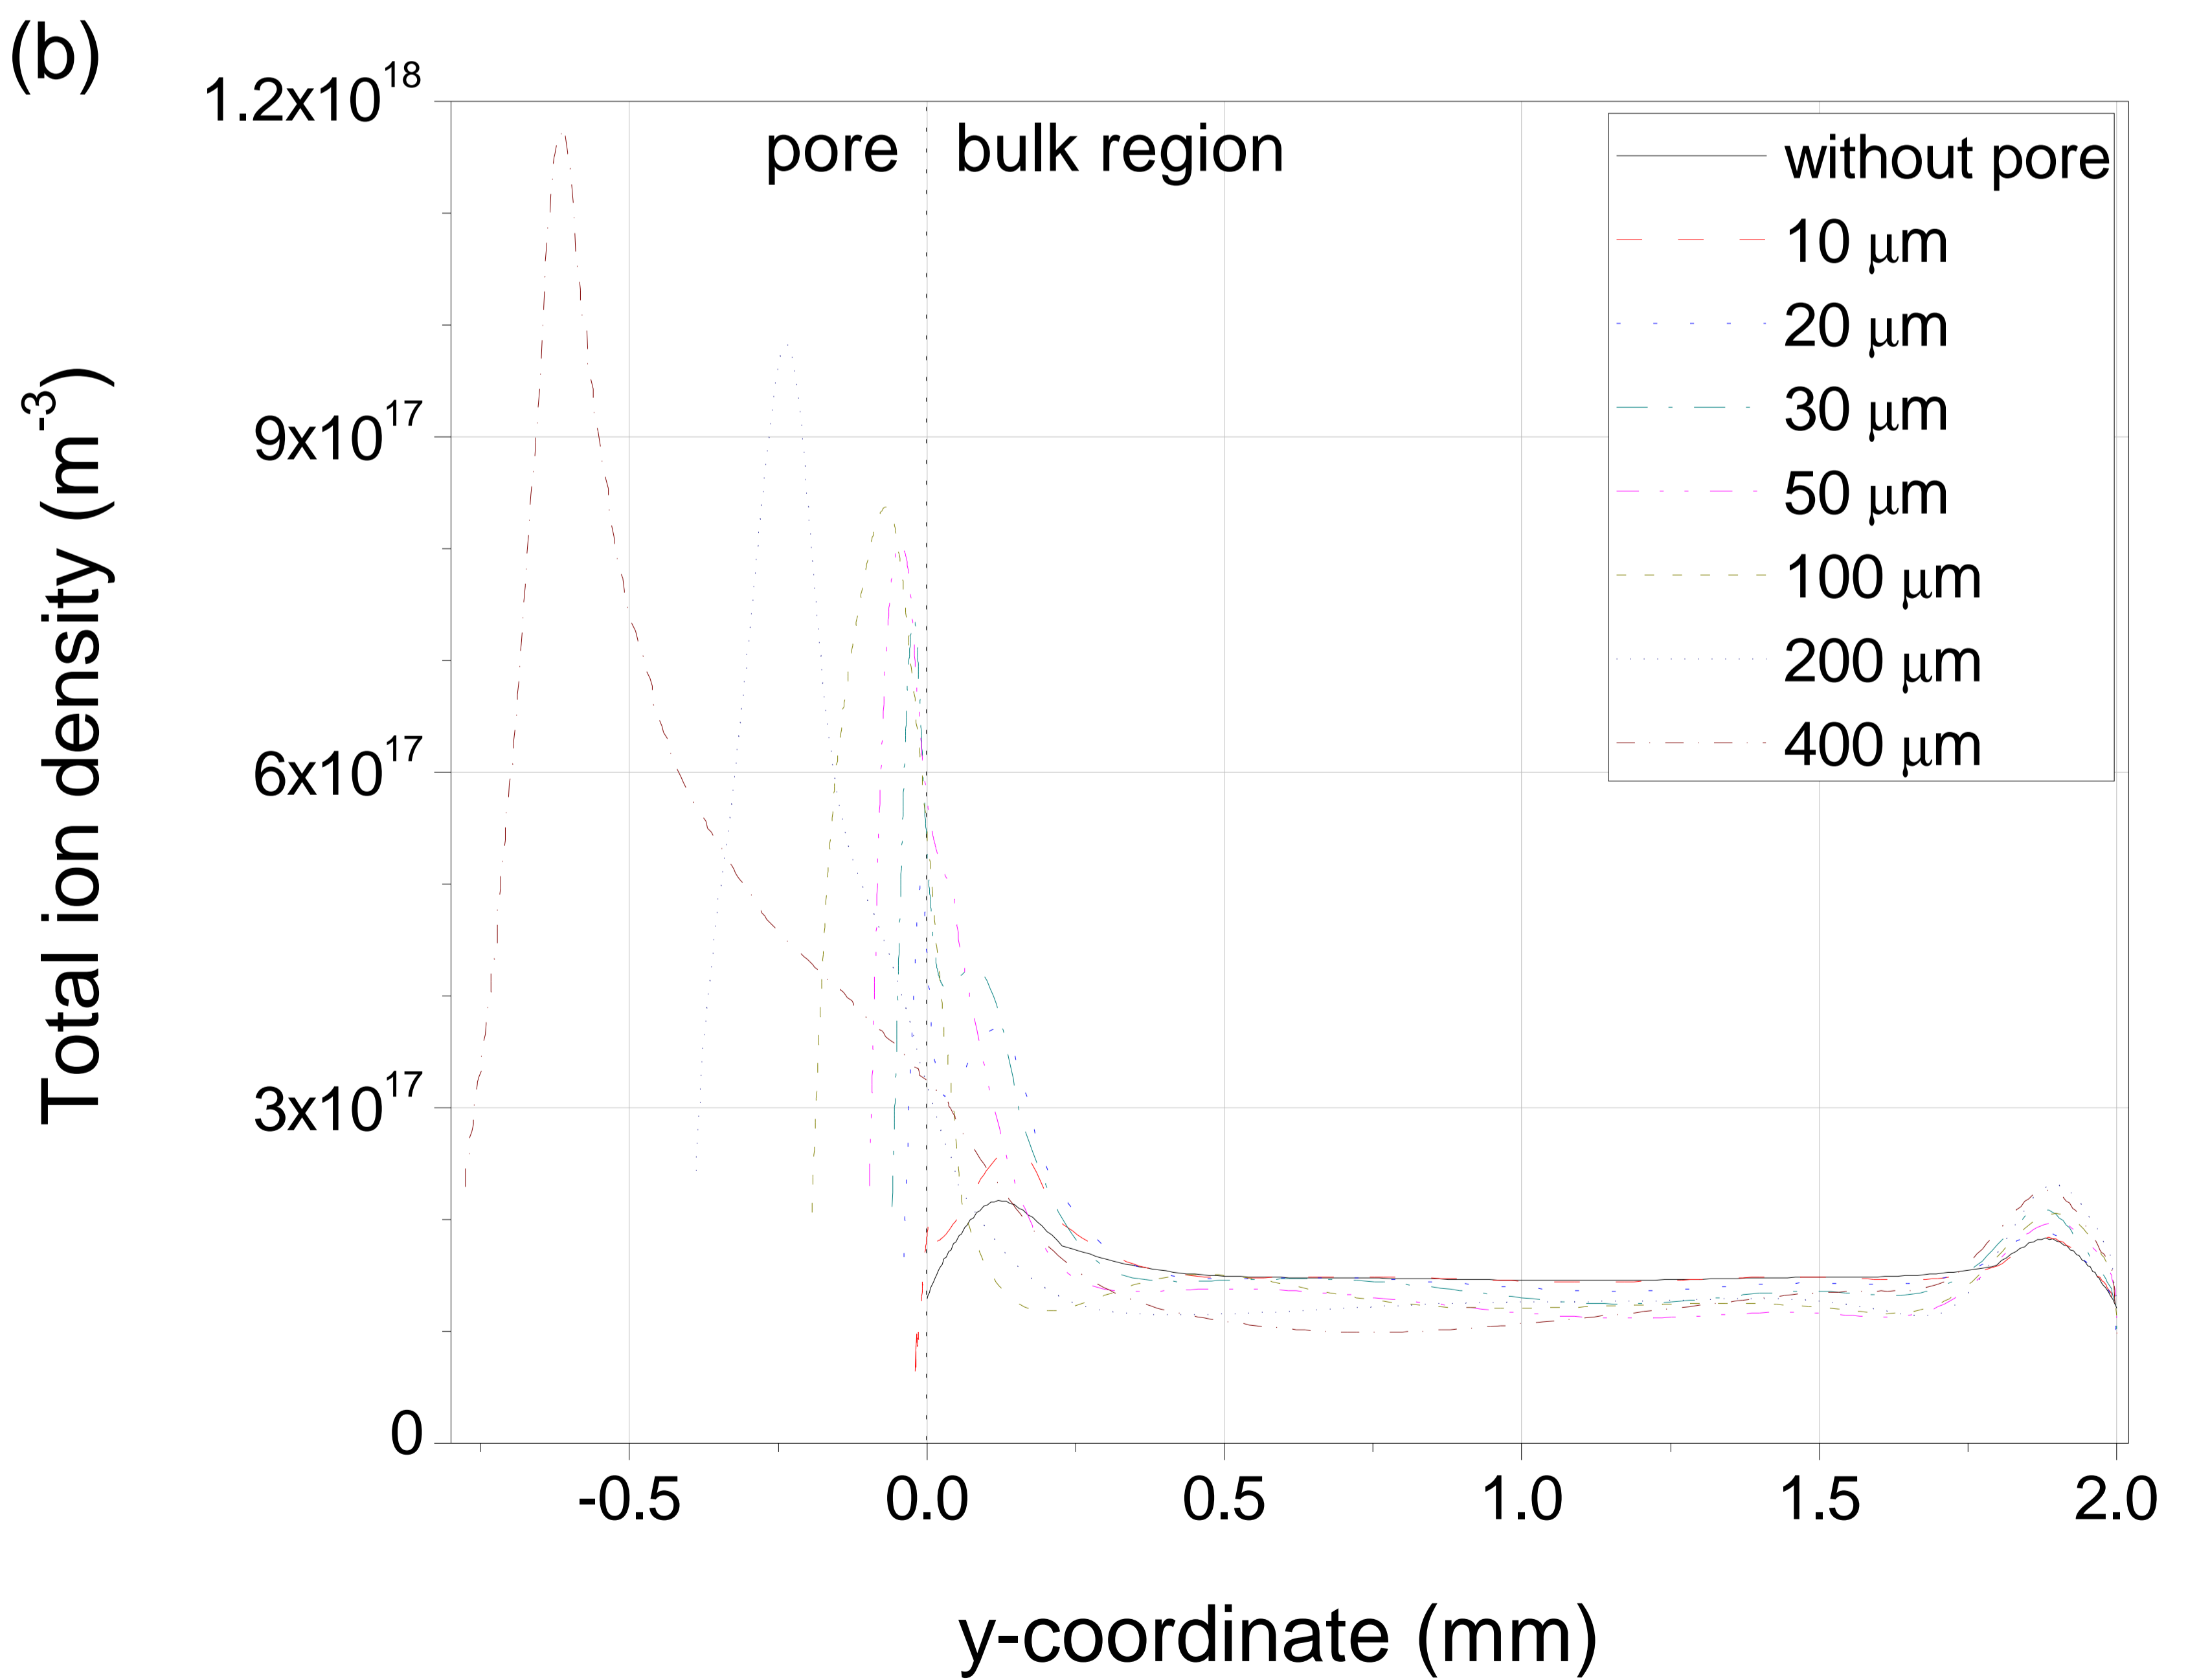 (b)
1.2x10^18
9x10^17
6x10^17
3x10^17
0
Total ion density (m^-3)
pore bulk region
without pore
10 μm
20 μm
30 μm
50 μm
100 μm
200 μm
400 μm
-0.5 0.0 0.5 1.0 1.5 2.0
y-coordinate (mm)